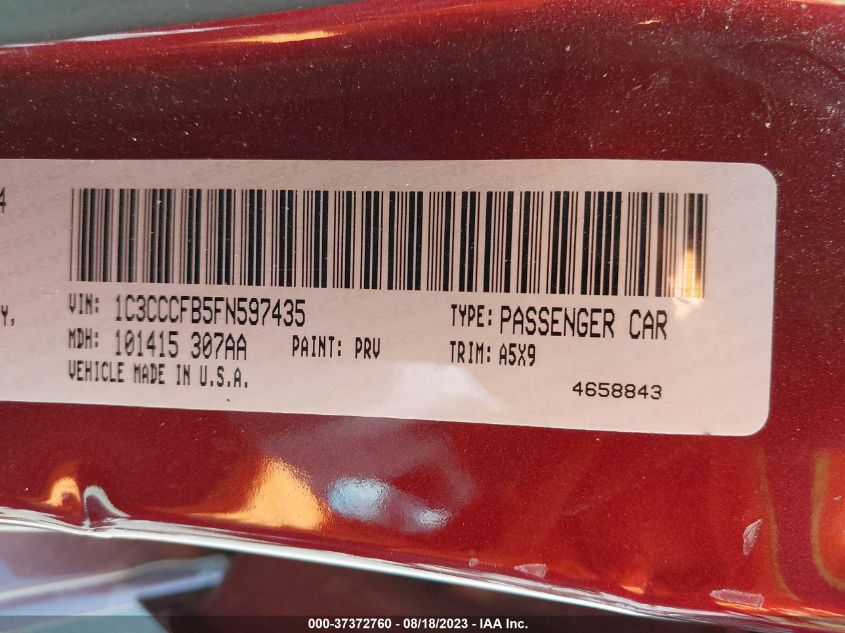 4
Y,
VIN: 1C3CCCFB5FN597435 TYPE: PASSENGER CAR
MDH: 101415 307AA PAINT: PRV TRIM: A5X9
VEHICLE MADE IN U.S.A. 4658843
000-37372760 - 08/18/2023 - IAA Inc.